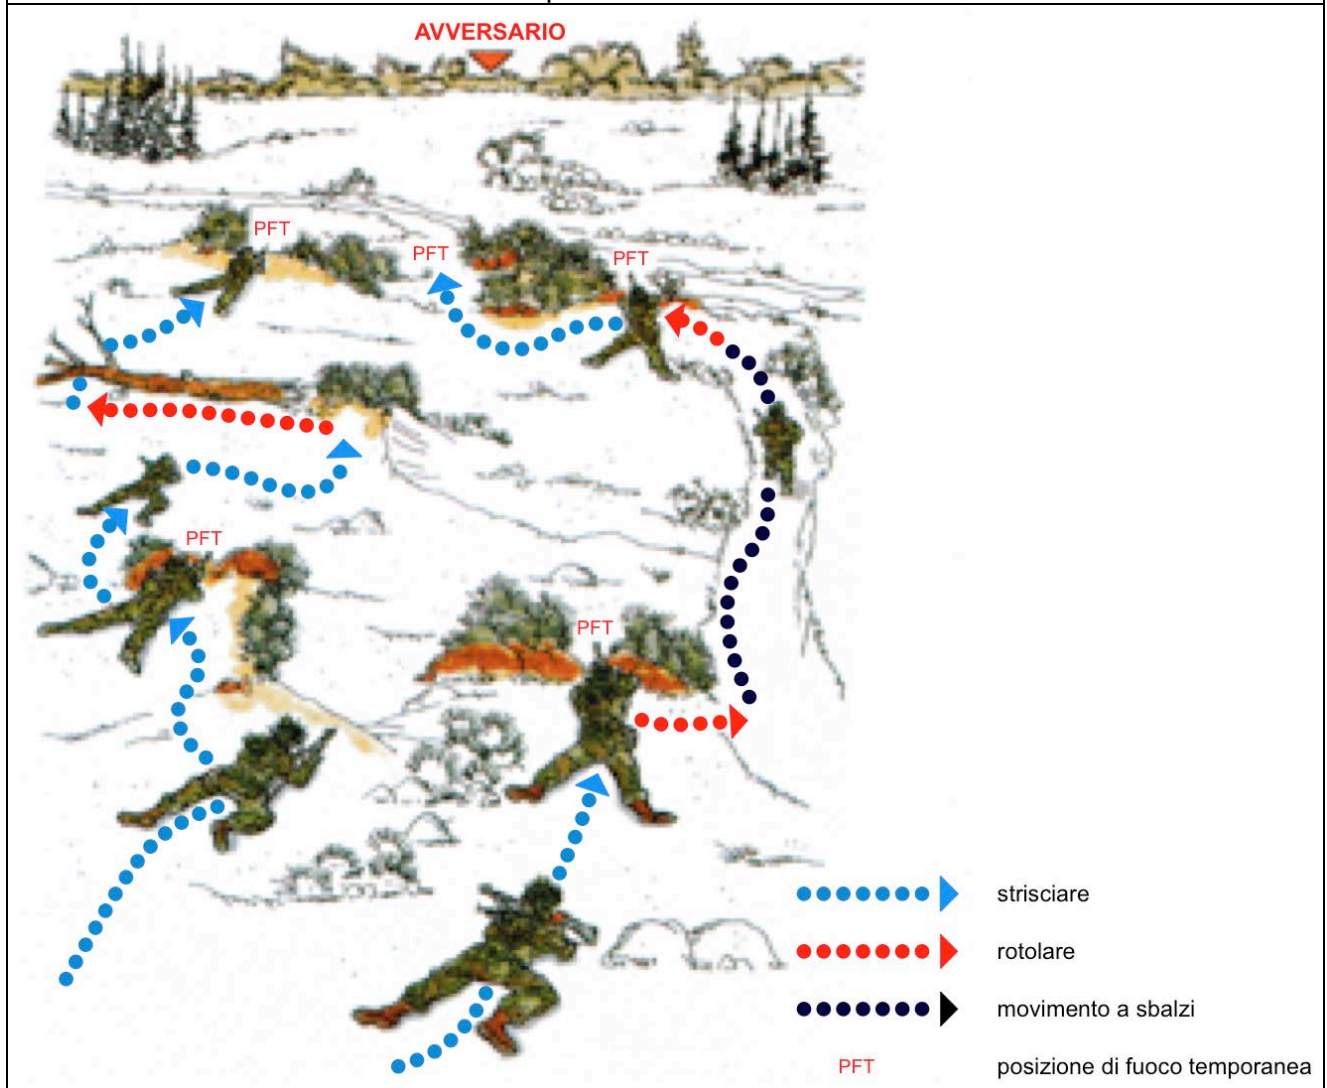 AVVERSARIO
PFT
PFT
PFT
PFT
PFT
strisciare
rotolare
movimento a sbalzi
PFT posizione di fuoco temporanea